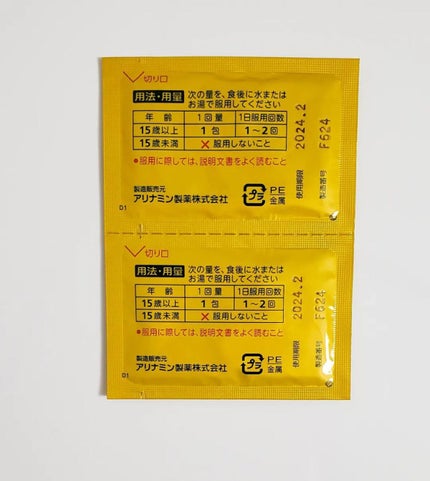 切り口
用法・用量 次の量を、食後に水または
お湯で服用してください
年齢 1回量 1日服用回数
15歳以上 1包 1〜2回
15歳未満 × 服用しないこと
●服用に際しては、説明文書をよく読むこと
製造販売元
アリナミン製薬株式会社
プラ PE
金属
D1
使用期限 2024.2
製造番号 F624
切り口
用法・用量 次の量を、食後に水または
お湯で服用してください
年齢 1回量 1日服用回数
15歳以上 1包 1〜2回
15歳未満 × 服用しないこと
●服用に際しては、説明文書をよく読むこと
製造販売元
アリナミン製薬株式会社
プラ PE
金属
D1
使用期限 2024.2
製造番号 F624